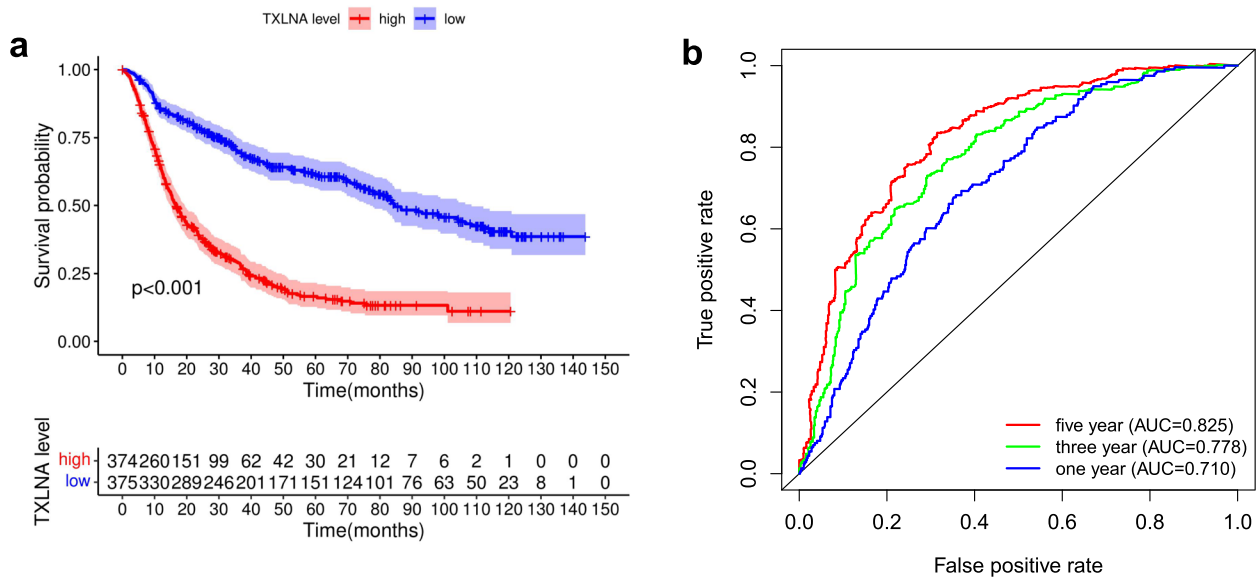 TXLNA level high low
a
Survival probability
1.00
0.75
0.50
0.25
0.00
p<0.001
0 10 20 30 40 50 60 70 80 90 100 110 120 130 140 150
Time(months)
TXLNA level
high 374 260 151 99 62 42 30 21 12 7 6 2 1 0 0 0
low 375 330 289 246 201 171 151 124 101 76 63 50 23 8 1 0
0 10 20 30 40 50 60 70 80 90 100 110 120 130 140 150
Time(months)
b
True positive rate
1.0
0.8
0.6
0.4
0.2
0.0
five year (AUC=0.825)
three year (AUC=0.778)
one year (AUC=0.710)
0.0 0.2 0.4 0.6 0.8 1.0
False positive rate